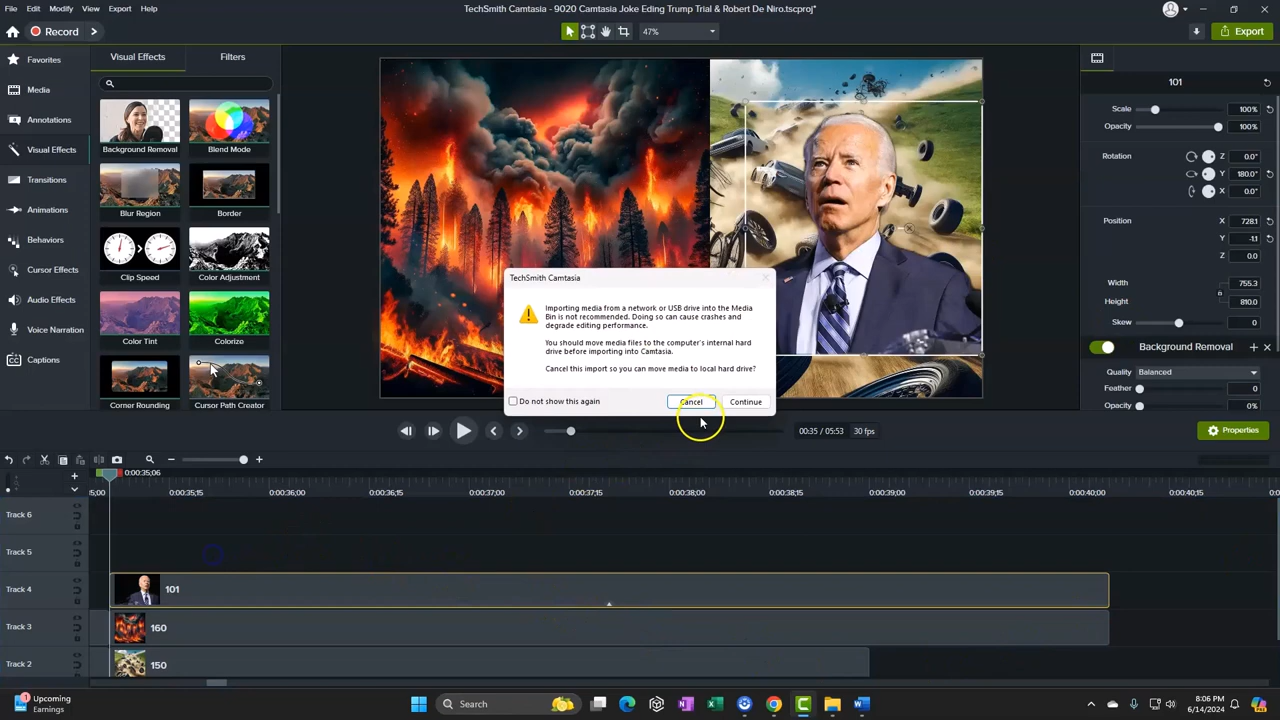 TechSmith Camtasia - 9020 Camtasia Joke Eding Trump Trial & Robert De Niro.tscproj*
File Edit Modify View Export Help
Record
47%
Export
Favorites
Media
Annotations
Visual Effects
Transitions
Animations
Behaviors
Cursor Effects
Audio Effects
Voice Narration
Captions
Visual Effects Filters
Background Removal Blend Mode
Blur Region Border
Clip Speed Color Adjustment
Color Tint Colorize
Corner Rounding Cursor Path Creator
TechSmith Camtasia
Importing media from a network or USB drive into the Media
Bin is not recommended. Doing so can cause crashes and
degrade editing performance.
You should move media files to the computer's internal hard
drive before importing into Camtasia.
Cancel this import so you can move media to local hard drive?
Do not show this again
Cancel Continue
101
Scale 100%
Opacity 100%
Rotation Z 0.0°
Y 180.0°
X 0.0°
Position X 728.1
Y -1.1
Z 0.0
Width 755.3
Height 810.0
Skew 0
Background Removal
Quality Balanced
Feather 0
Opacity 0%
00:35 / 05:53 30 fps
Properties
0:00:35;06
5;00 0:00:35;15 0:00:36;00 0:00:36;15 0:00:37;00 0:00:37;15 0:00:38;00 0:00:38;15 0:00:39;00 0:00:39;15 0:00:40;00 0:00:40;15
Track 6
Track 5
Track 4 101
Track 3 160
Track 2 150
1
Upcoming
Earnings
Search
8:06 PM
6/14/2024